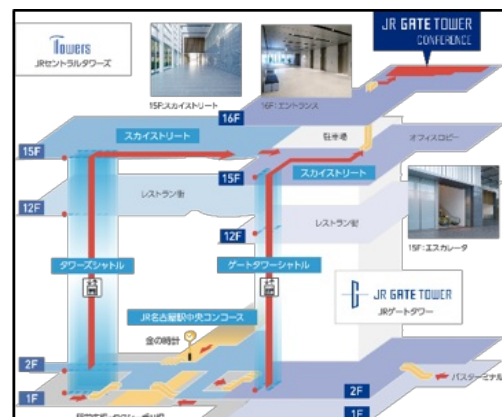 Towers
JRセントラルタワーズ
15F:スカイストリート
16F:エントランス
JR GATE TOWER
CONFERENCE
16F
スカイストリート
駐車場
オフィスロビー
15F
15F
スカイストリート
12F
レストラン街
12F
レストラン街
15F:エスカレータ
タワーズシャトル
ゲートタワーシャトル
JR GATE TOWER
JRゲートタワー
JR名古屋駅中央コンコース
金の時計
2F
2F
バスターミナル
1F
1F